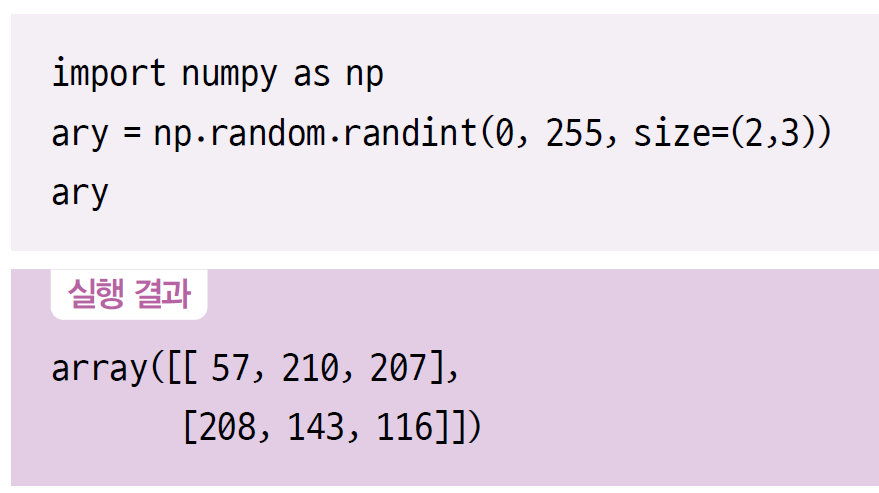 import numpy as np
ary = np.random.randint(0, 255, size=(2,3))
ary
실행 결과
array([[ 57, 210, 207],
[208, 143, 116]])